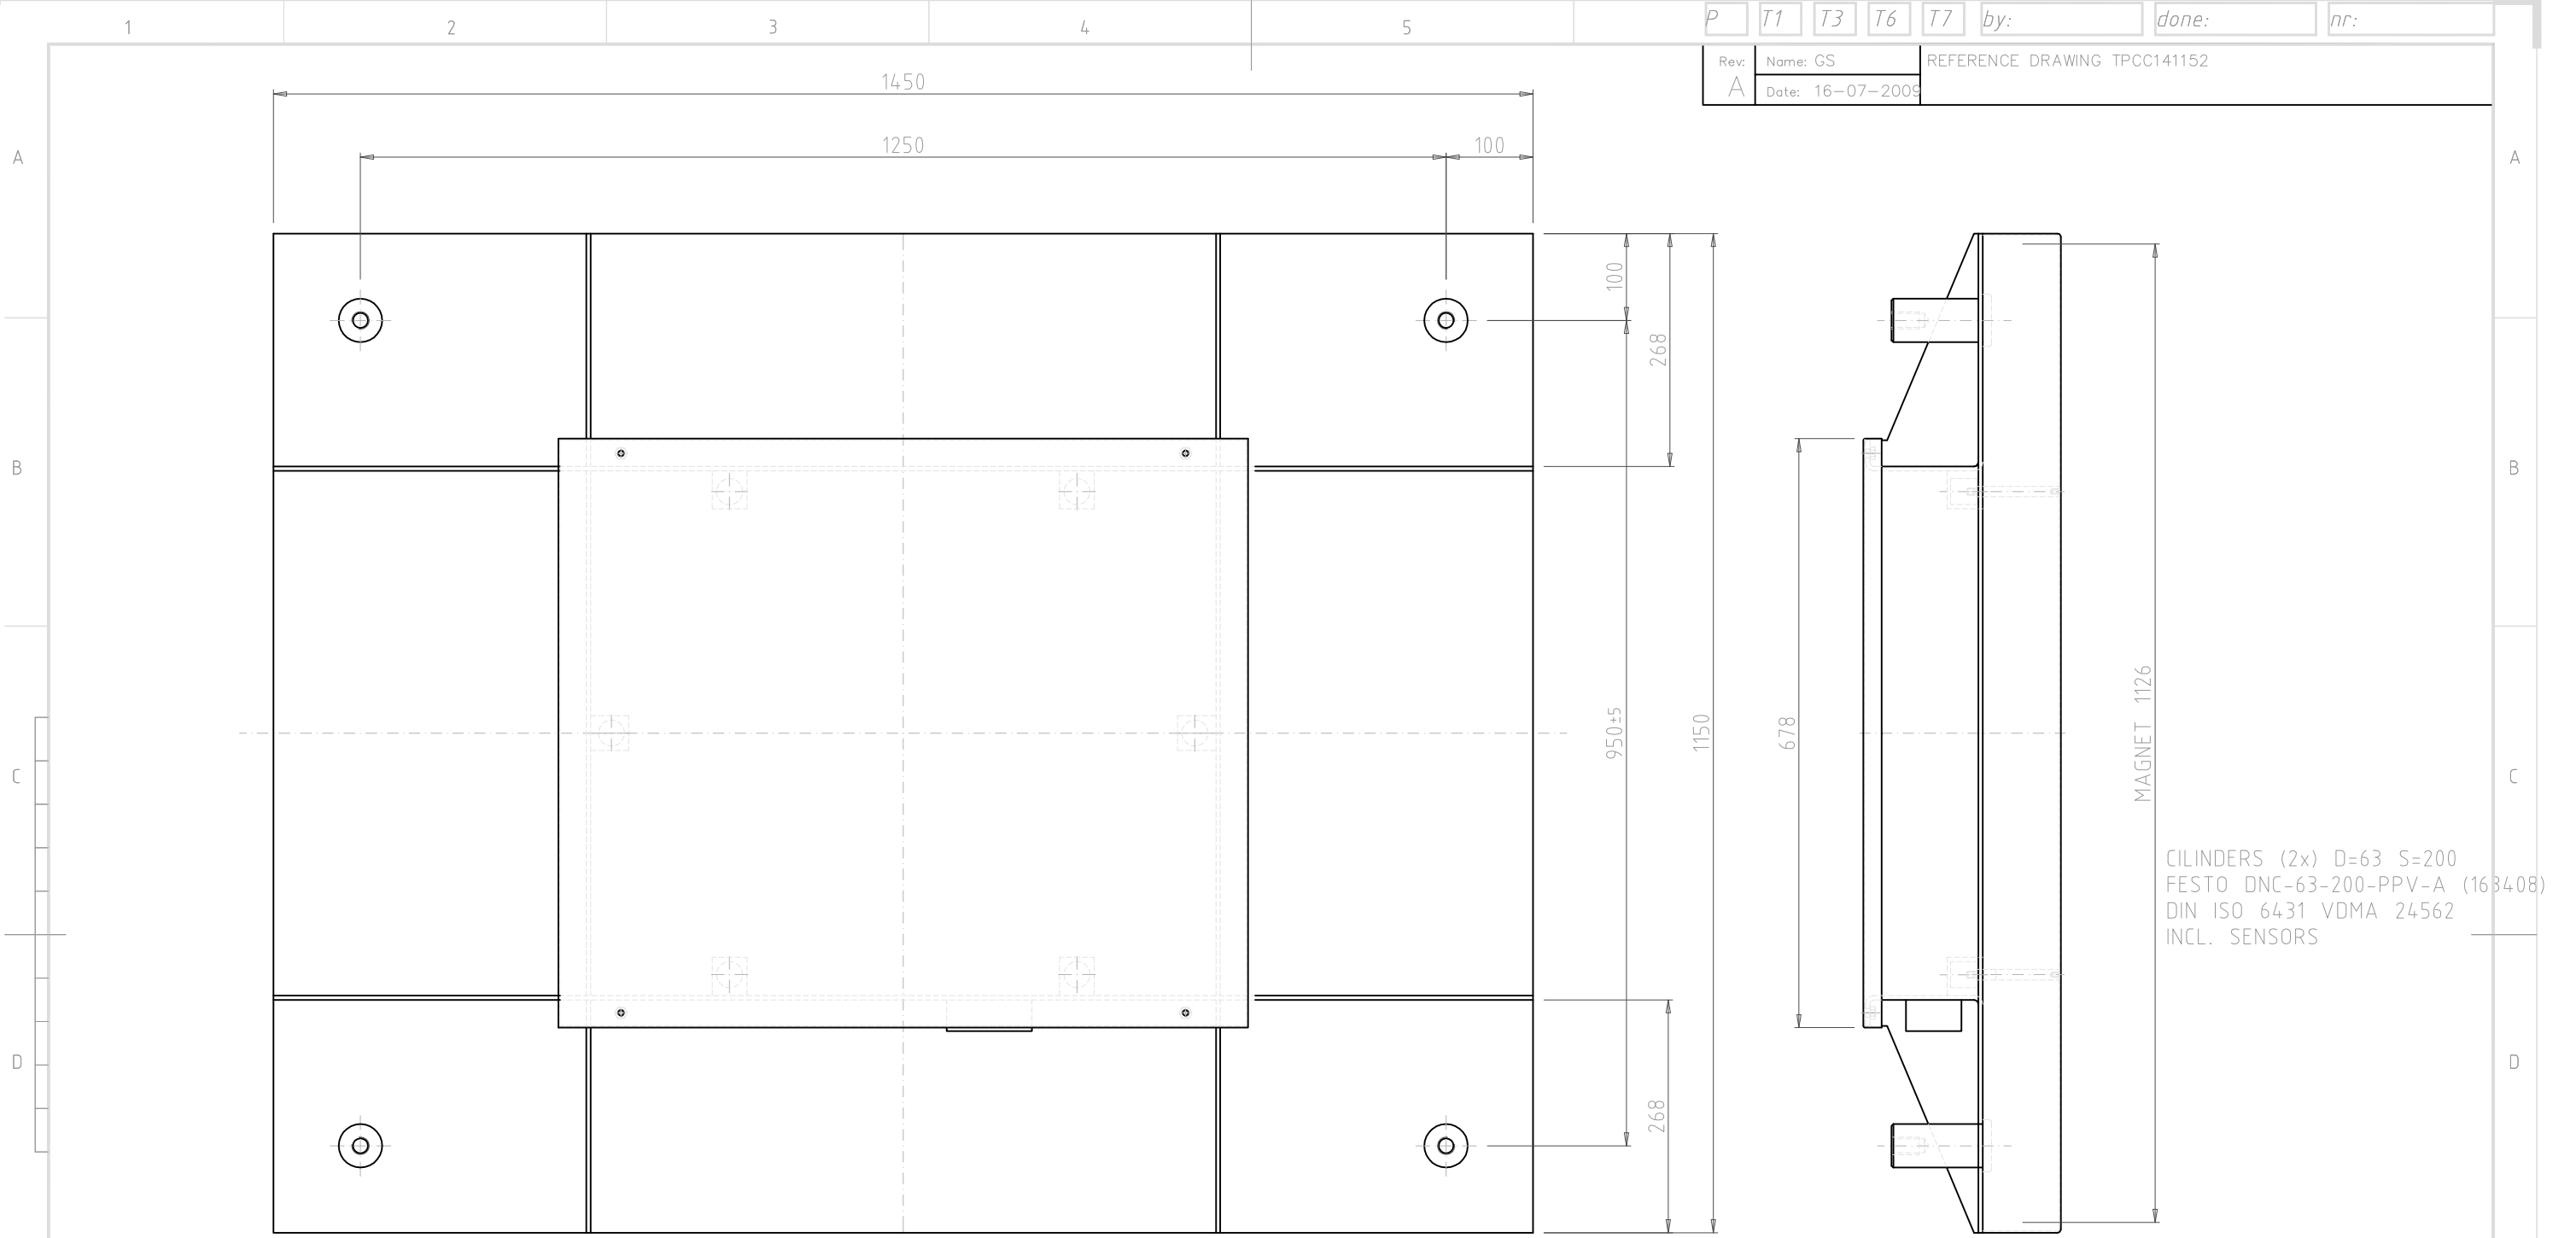 1 2 3 4 5
P T1 T3 T6 T7 by: done: nr:
Rev: Name: GS REFERENCE DRAWING TPCC141152
A Date: 16-07-2009
1450
1250 100
A A
100
268
B B
950±5
1150
678
MAGNET 1126
C C
CILINDERS (2x) D=63 S=200
FESTO DNC-63-200-PPV-A (163408)
DIN ISO 6431 VDMA 24562
INCL. SENSORS
D D
268